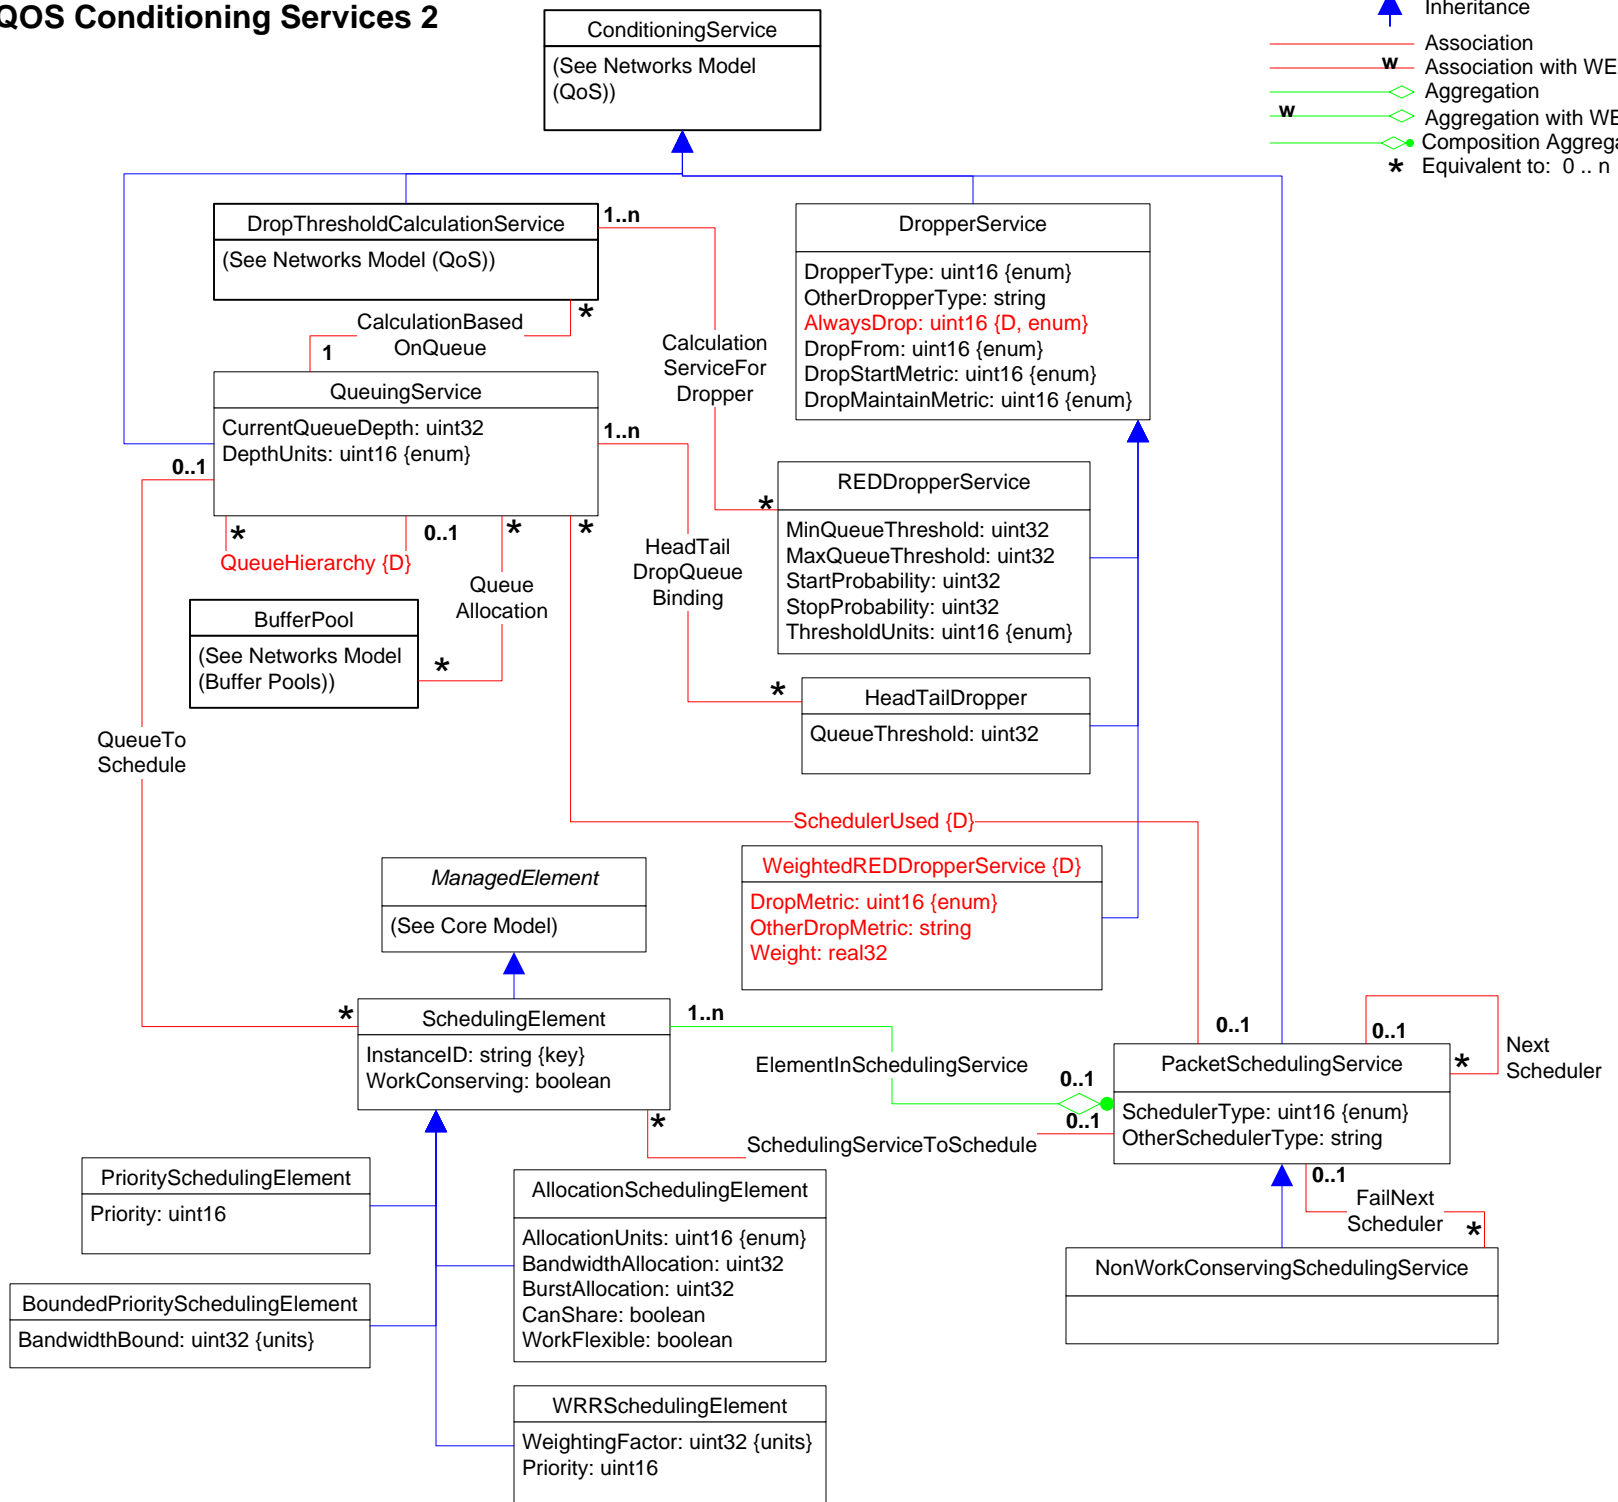 QOS Conditioning Services 2
Inheritance
Association
w
Association with WE
Aggregation
w
Aggregation with WE
Composition Aggrega
* Equivalent to: 0 .. n
ConditioningService
(See Networks Model
(QoS))
DropThresholdCalculationService
(See Networks Model (QoS))
1..n
DropperService
DropperType: uint16 {enum}
OtherDropperType: string
AlwaysDrop: uint16 {D, enum}
DropFrom: uint16 {enum}
DropStartMetric: uint16 {enum}
DropMaintainMetric: uint16 {enum}
*
CalculationBased
OnQueue
1
Calculation
ServiceFor
Dropper
QueuingService
CurrentQueueDepth: uint32
DepthUnits: uint16 {enum}
1..n
0..1
*
0..1
*
*
QueueHierarchy {D}
Queue
Allocation
HeadTail
DropQueue
Binding
*
REDDropperService
MinQueueThreshold: uint32
MaxQueueThreshold: uint32
StartProbability: uint32
StopProbability: uint32
ThresholdUnits: uint16 {enum}
BufferPool
(See Networks Model
(Buffer Pools))
*
*
HeadTailDropper
QueueThreshold: uint32
QueueTo
Schedule
SchedulerUsed {D}
WeightedREDDropperService {D}
DropMetric: uint16 {enum}
OtherDropMetric: string
Weight: real32
ManagedElement
(See Core Model)
*
SchedulingElement
InstanceID: string {key}
WorkConserving: boolean
1..n
ElementInSchedulingService
0..1
0..1
0..1
0..1
*
Next
Scheduler
PacketSchedulingService
SchedulerType: uint16 {enum}
OtherSchedulerType: string
*
SchedulingServiceToSchedule
0..1
FailNext
Scheduler
*
NonWorkConservingSchedulingService
PrioritySchedulingElement
Priority: uint16
AllocationSchedulingElement
AllocationUnits: uint16 {enum}
BandwidthAllocation: uint32
BurstAllocation: uint32
CanShare: boolean
WorkFlexible: boolean
BoundedPrioritySchedulingElement
BandwidthBound: uint32 {units}
WRRSchedulingElement
WeightingFactor: uint32 {units}
Priority: uint16